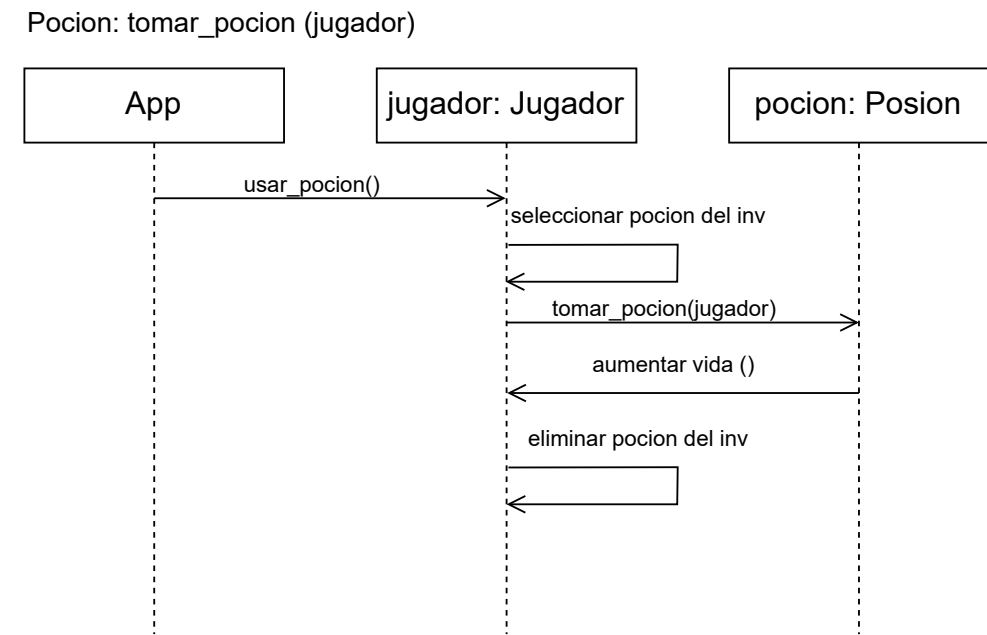 Pocion: tomar_pocion (jugador)
App
jugador: Jugador
pocion: Posion
usar_pocion()
seleccionar pocion del inv
tomar_pocion(jugador)
aumentar vida ()
eliminar pocion del inv